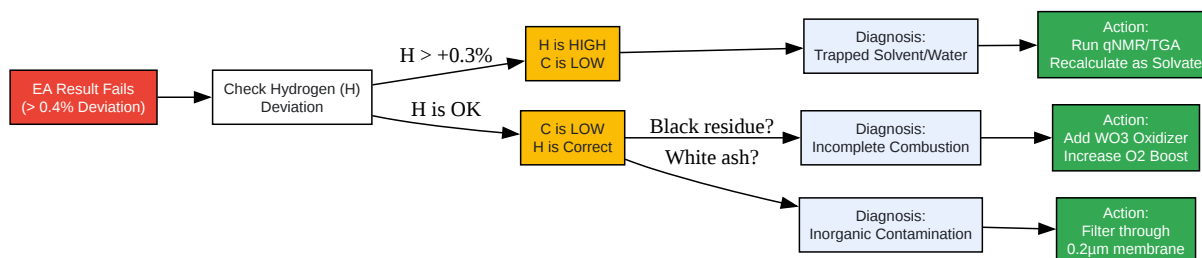 EA Result Fails
(> 0.4% Deviation)
Check Hydrogen (H)
Deviation
H > +0.3%
H is OK
H is HIGH
C is LOW
C is LOW
H is Correct
Black residue?
White ash?
Diagnosis:
Trapped Solvent/Water
Diagnosis:
Incomplete Combustion
Diagnosis:
Inorganic Contamination
Action:
Run qNMR/TGA
Recalculate as Solvate
Action:
Add WO3 Oxidizer
Increase O2 Boost
Action:
Filter through
0.2µm membrane